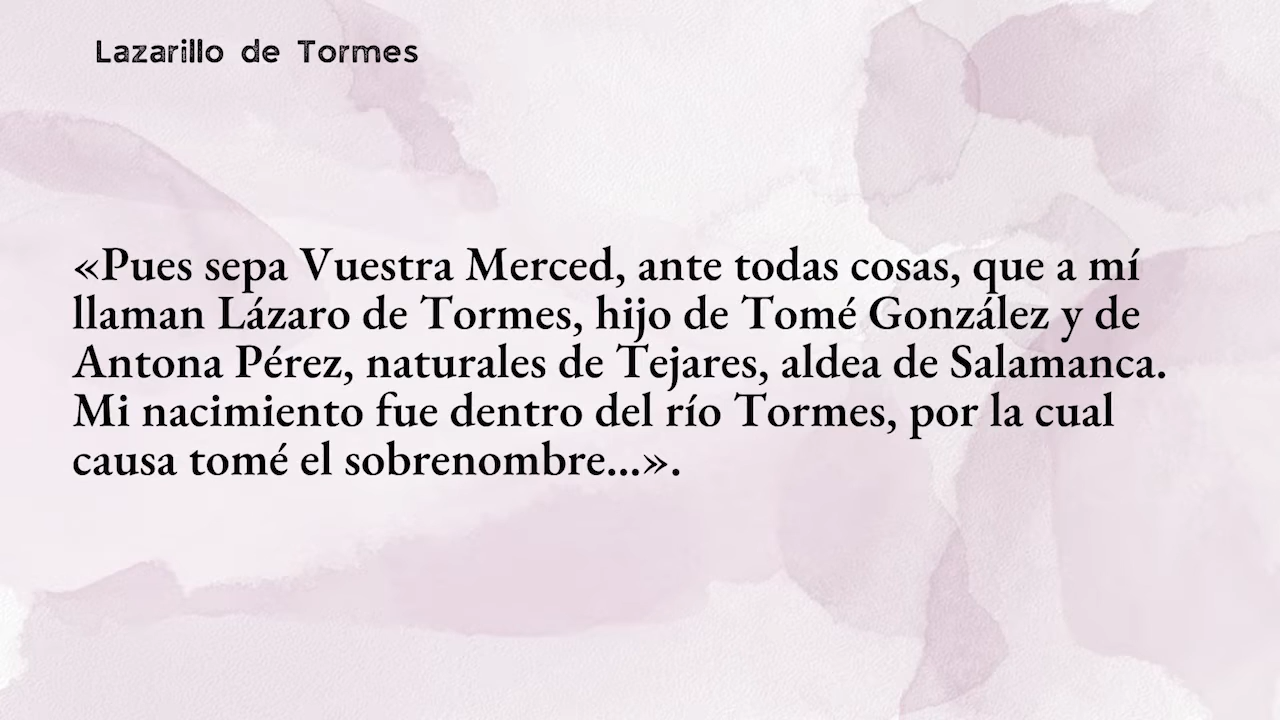 Lazarillo de Tormes
«Pues sepa Vuestra Merced, ante todas cosas, que a mí
llaman Lázaro de Tormes, hijo de Tomé González y de
Antona Pérez, naturales de Tejares, aldea de Salamanca.
Mi nacimiento fue dentro del río Tormes, por la cual
causa tomé el sobrenombre...».